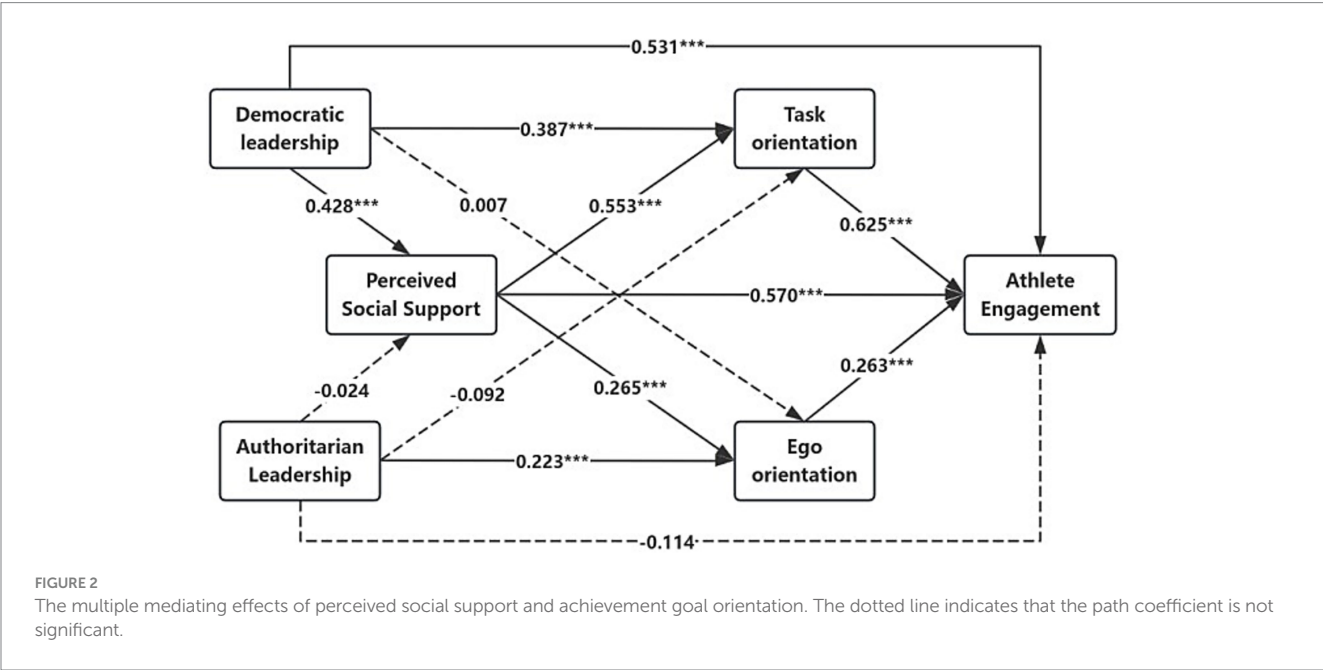 0.531***
Democratic
leadership
Task
orientation
0.387***
0.428***
0.007
0.553***
0.625***
Perceived
Social Support
0.570***
Athlete
Engagement
-0.024
-0.092
0.265***
0.263***
Authoritarian
Leadership
0.223***
Ego
orientation
-0.114
FIGURE 2
The multiple mediating effects of perceived social support and achievement goal orientation. The dotted line indicates that the path coefficient is not
significant.